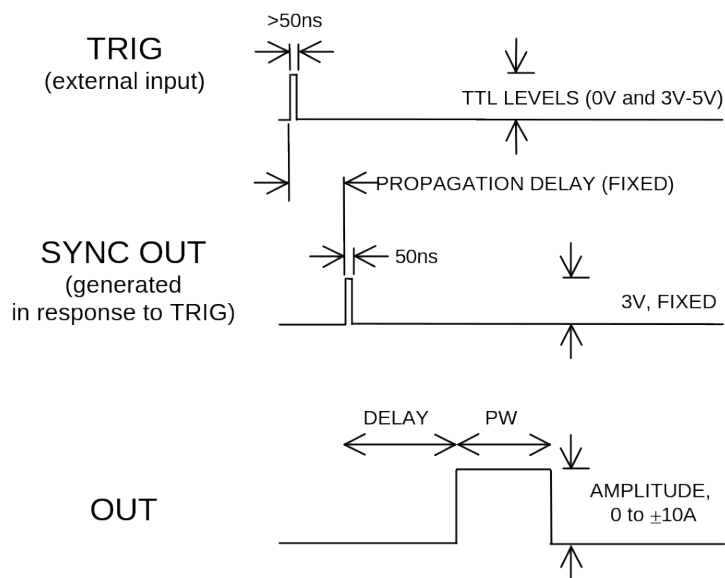 >50ns
TRIG
(external input)
TTL LEVELS (0V and 3V-5V)
PROPAGATION DELAY (FIXED)
SYNC OUT
(generated
in response to TRIG)
50ns
3V, FIXED
DELAY
PW
OUT
AMPLITUDE,
0 to ±10A